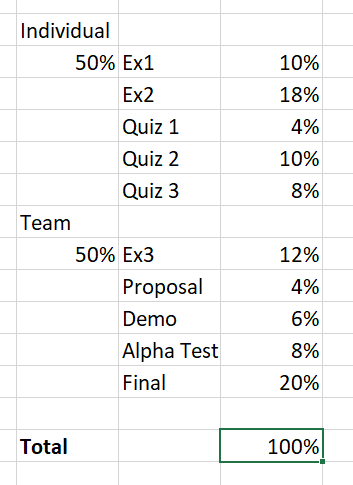 Individual
50% Ex1 10%
Ex2 18%
Quiz 1 4%
Quiz 2 10%
Quiz 3 8%
Team
50% Ex3 12%
Proposal 4%
Demo 6%
Alpha Test 8%
Final 20%
Total 100%